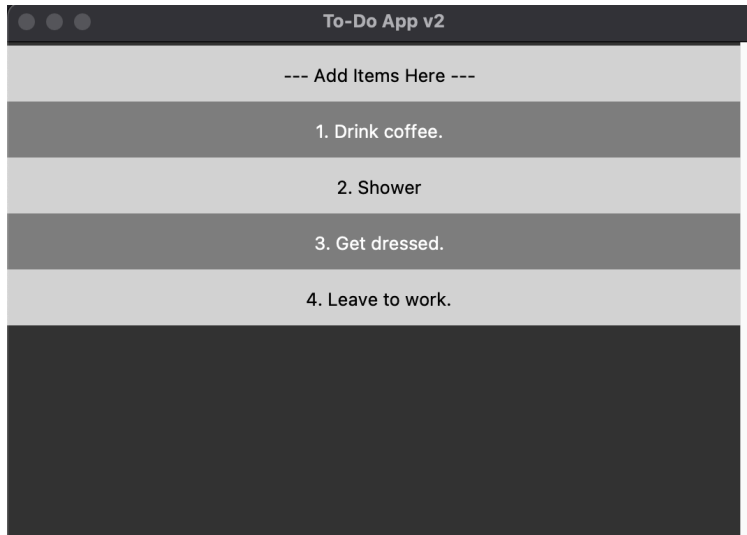 To-Do App v2
--- Add Items Here ---
1. Drink coffee.
2. Shower
3. Get dressed.
4. Leave to work.